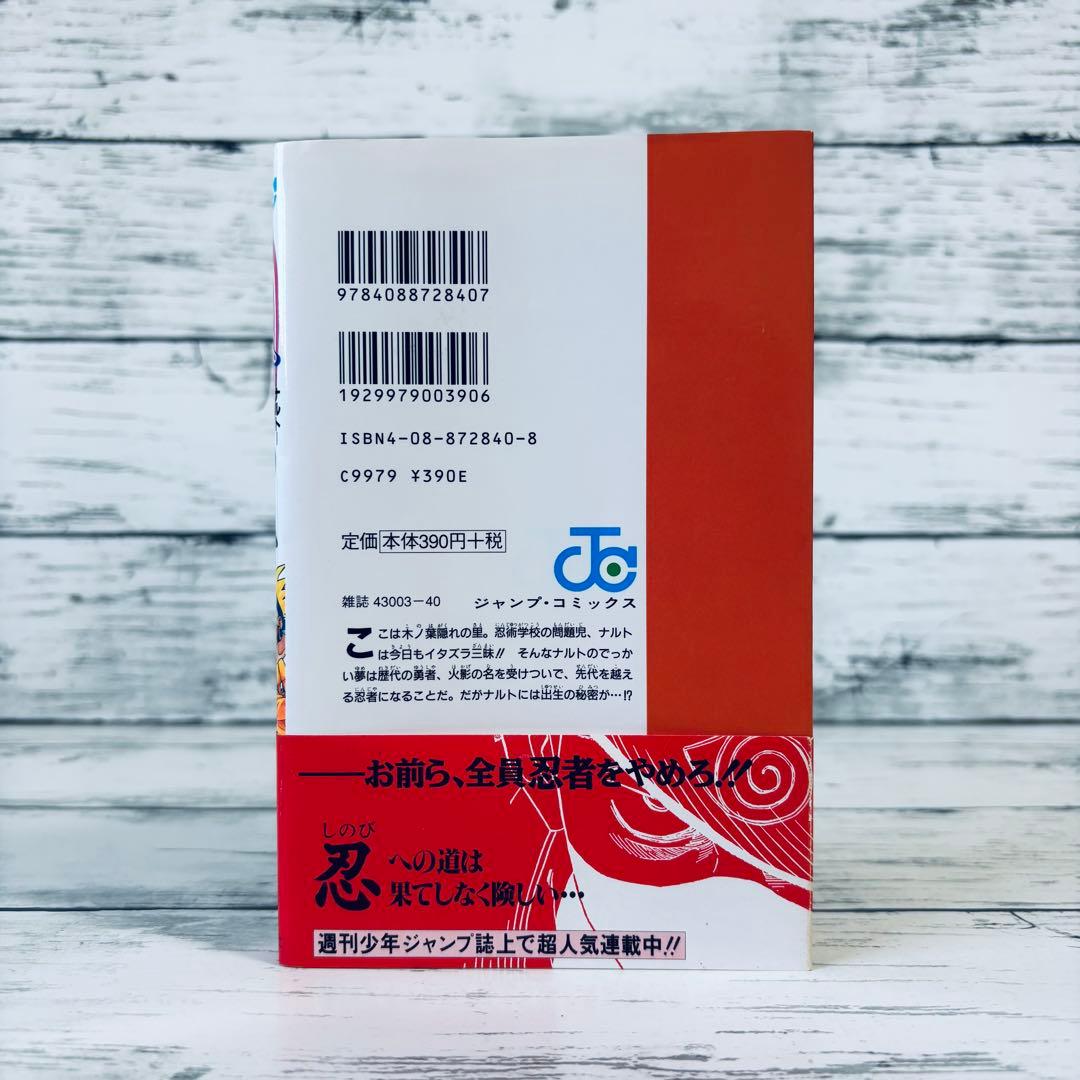 9784088728407
1929979003906
ISBN4-08-872840-8
C9979 ¥390E
定価 本体390円+税
雑誌 43003-40
ジャンプ・コミックス
ここは木ノ葉隠れの里。忍術学校の問題児、ナルト
は今日もイタズラ三昧!! そんなナルトのでっか
い夢は歴代の勇者、火影の名を受けついで、先代を越え
る忍者になることだ。だがナルトには出生の秘密が…!?
――お前ら、全員忍者をやめろ!!
しのび
忍への道は
果てしなく険しい…
週刊少年ジャンプ誌上で超人気連載中!!